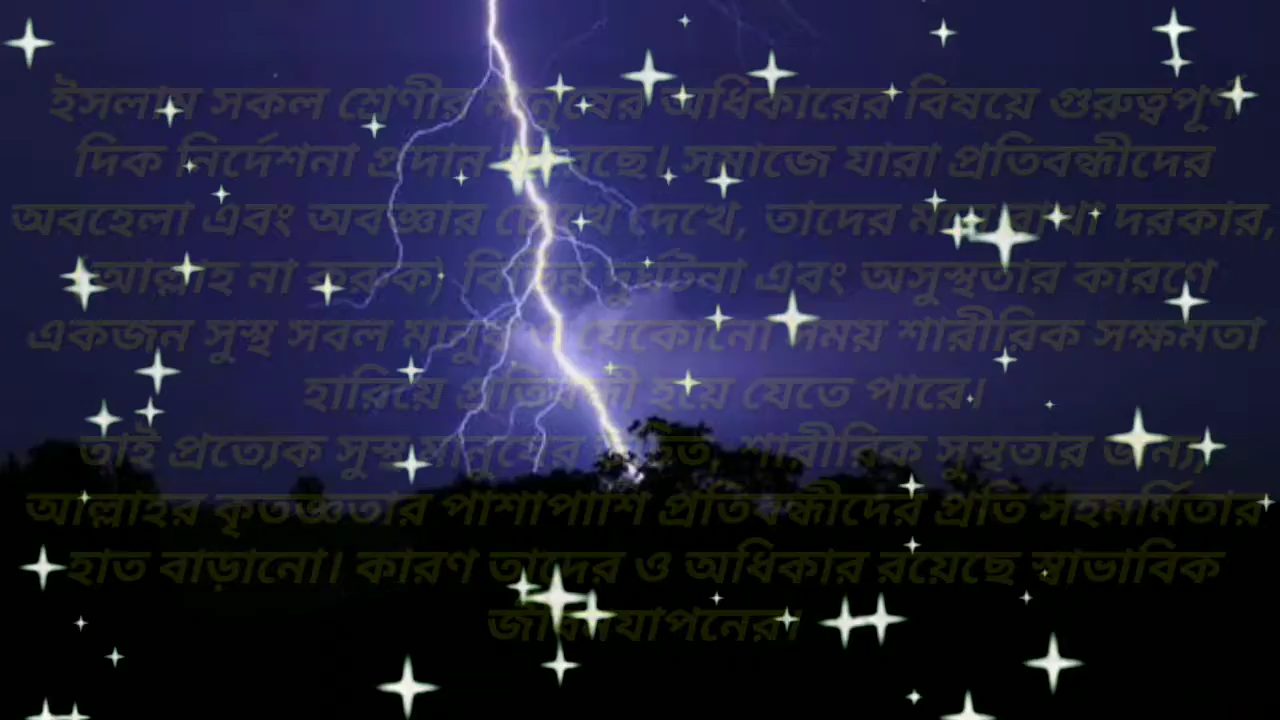 ইসলাম সকল শ্রেণীর মানুষের অধিকারের বিষয়ে গুরুত্বপূর্ণ
দিক নির্দেশনা প্রদান করেছে। সমাজে যারা প্রতিবন্ধীদের
অবহেলা এবং অবজ্ঞার চোখে দেখে, তাদের মনে রাখা দরকার,
আল্লাহ না করুক) বিভিন্ন দুর্ঘটনা এবং অসুস্থতার কারণে
একজন সুস্থ সবল মানুষ ও যেকোনো সময় শারীরিক সক্ষমতা
হারিয়ে প্রতিবন্ধী হয়ে যেতে পারে।
তাই প্রত্যেক সুস্থ মানুষের উচিত, শারীরিক সুস্থতার জন্য,
আল্লাহর কৃতজ্ঞতার পাশাপাশি প্রতিবন্ধীদের প্রতি সহমর্মিতার
হাত বাড়ানো। কারণ তাদের ও অধিকার রয়েছে স্বাভাবিক
জীবনযাপনের।